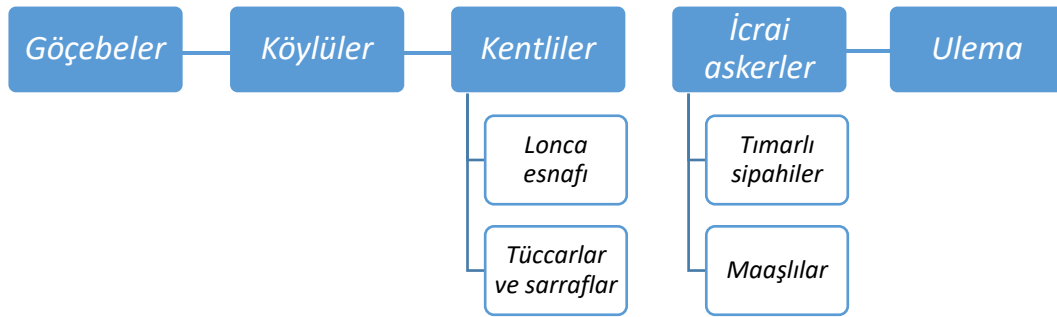 Göçebeler
Köylüler
Kentliler
İcrai
askerler
Ulema
Lonca
esnafı
Tüccarlar
ve sarraflar
Tımarlı
sipahiler
Maaşlılar